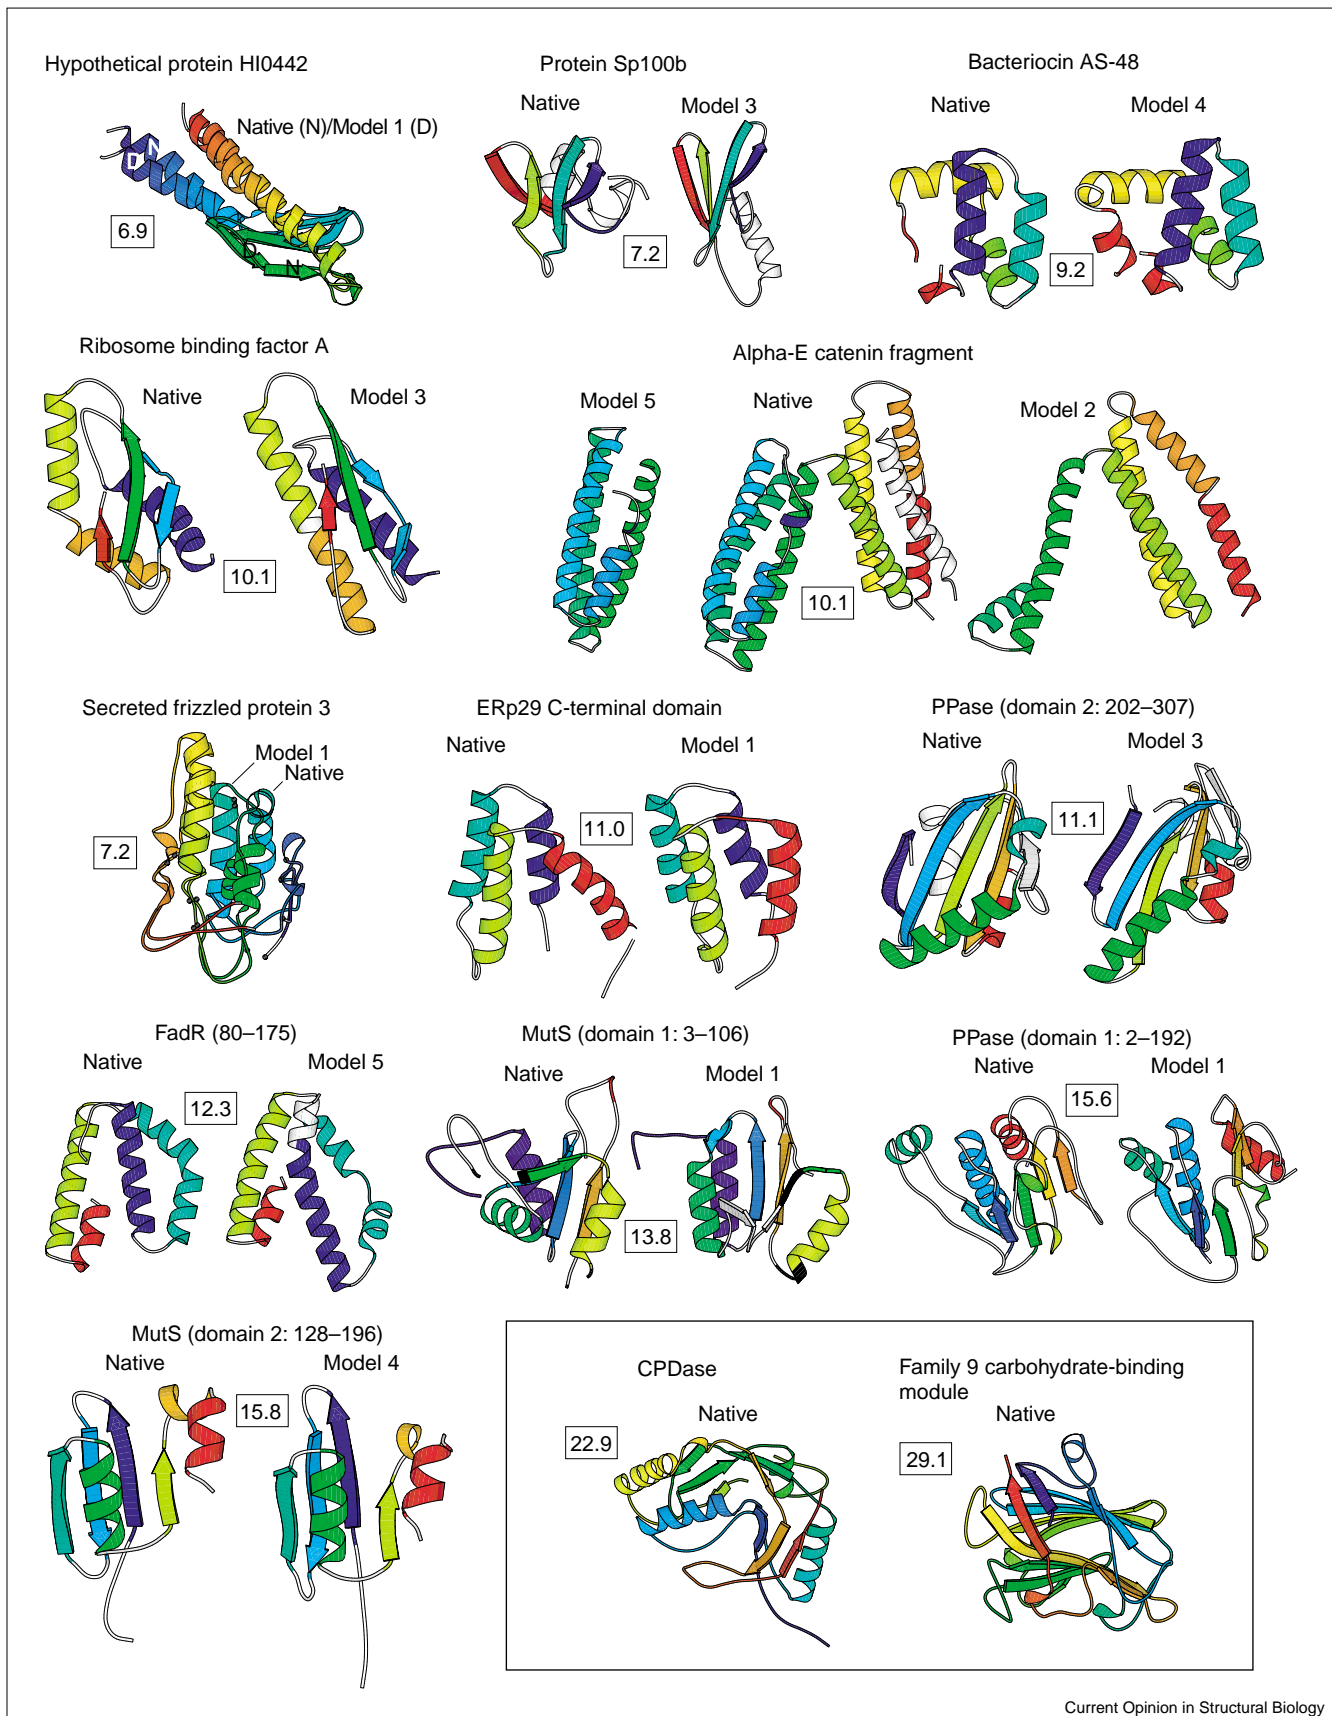 Hypothetical protein HI0442
Native (N)/Model 1 (D)
N
D
D
N
6.9
Protein Sp100b
Native
Model 3
7.2
Bacteriocin AS-48
Native
Model 4
9.2
Ribosome binding factor A
Native
Model 3
10.1
Alpha-E catenin fragment
Model 5
Native
Model 2
10.1
Secreted frizzled protein 3
Model 1
Native
7.2
ERp29 C-terminal domain
Native
Model 1
11.0
PPase (domain 2: 202–307)
Native
Model 3
11.1
FadR (80–175)
Native
Model 5
12.3
MutS (domain 1: 3–106)
Native
Model 1
13.8
PPase (domain 1: 2–192)
Native
Model 1
15.6
MutS (domain 2: 128–196)
Native
Model 4
15.8
CPDase
Native
22.9
Family 9 carbohydrate-binding
module
Native
29.1
Current Opinion in Structural Biology